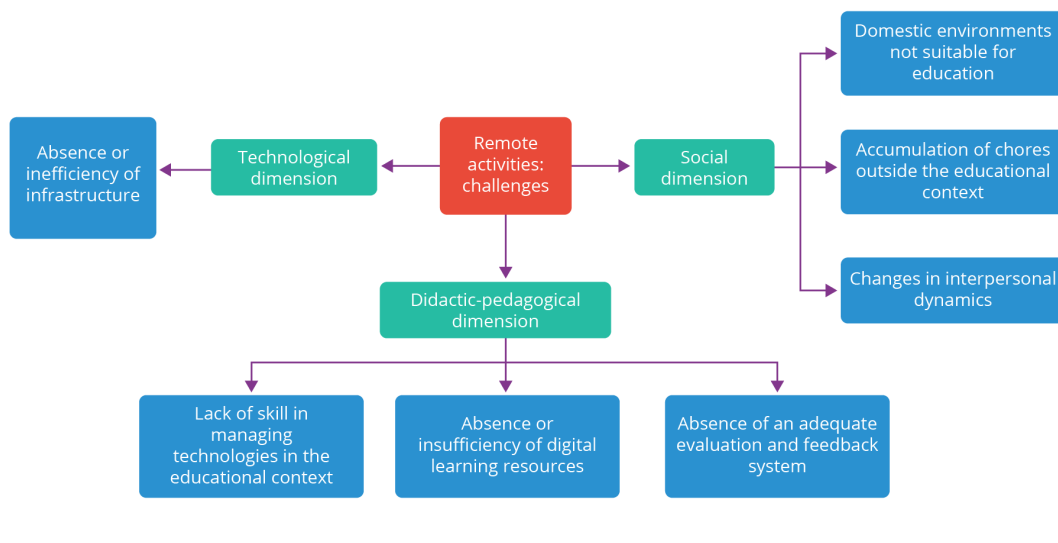 Domestic environments
not suitable for
education
Remote
activities:
challenges
Absence or
inefficiency of
infrastructure
Technological
dimension
Social
dimension
Accumulation of chores
outside the educational
context
Changes in interpersonal
dynamics
Didactic-pedagogical
dimension
Lack of skill in
managing
technologies in the
educational context
Absence or
insufficiency of digital
learning resources
Absence of an adequate
evaluation and feedback
system